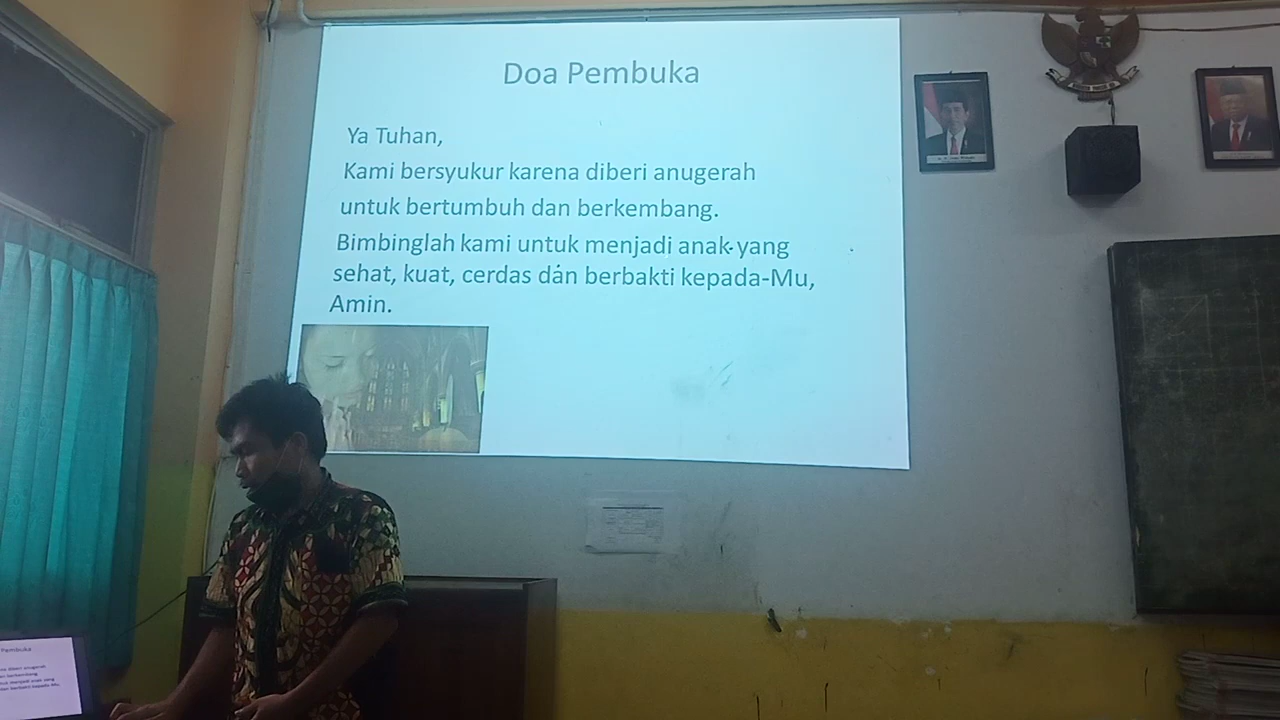 Doa Pembuka
Ya Tuhan,
Kami bersyukur karena diberi anugerah
untuk bertumbuh dan berkembang.
Bimbinglah kami untuk menjadi anak yang
sehat, kuat, cerdas dan berbakti kepada-Mu,
Amin.